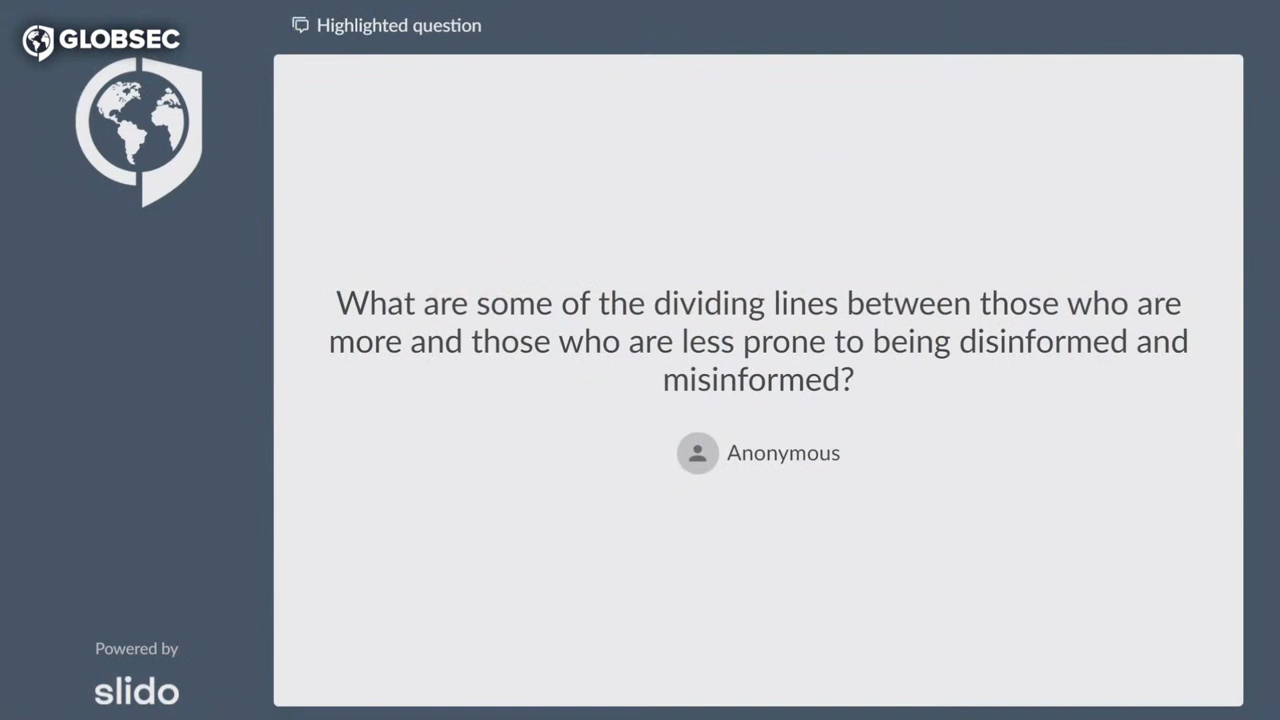 GLOBSEC
Highlighted question
What are some of the dividing lines between those who are
more and those who are less prone to being disinformed and
misinformed?
Anonymous
Powered by
slido